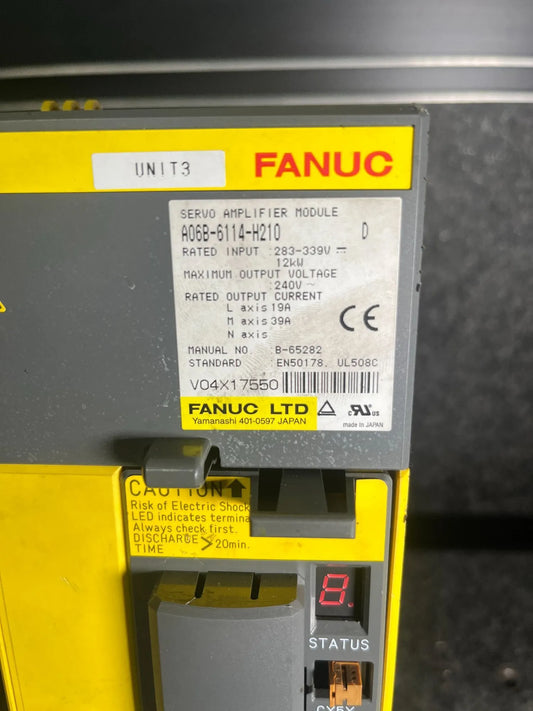 UNIT3
FANUC
SERVO AMPLIFIER MODULE
A06B-6114-H210 D
RATED INPUT :283-339V ⎓
12kW
MAXIMUM OUTPUT VOLTAGE
:240V ~
RATED OUTPUT CURRENT
L axis 19A
M axis 39A
N axis
CE
MANUAL NO. :B-65282
STANDARD :EN50178, UL508C
V04X17550
FANUC LTD
Yamanashi 401-0597 JAPAN
c UL us
made in JAPAN
CAUTION
Risk of Electric Shock
LED indicates termina
Always check first.
DISCHARGE > 20min.
TIME
8.
STATUS